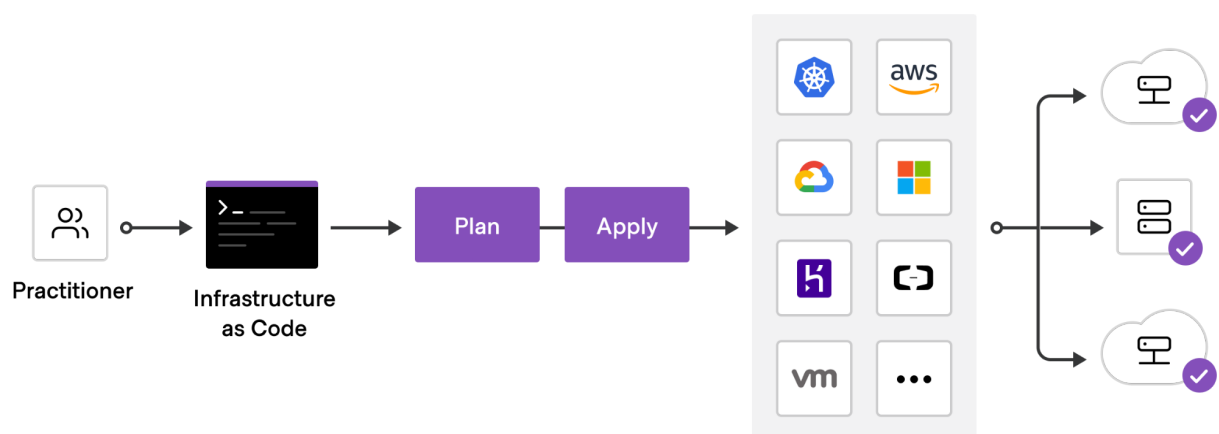 Practitioner
>_
Infrastructure
as Code
Plan
Apply
aws
vm